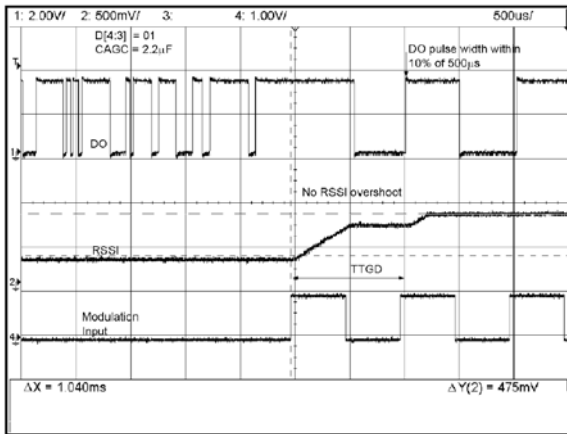 1: 2.00V/ 2: 500mV/ 3: 4: 1.00V/ 500us/
D[4:3] = 01
CAGC = 2.2µF
DO pulse width within
10% of 500µs
T
DO
1
No RSSI overshoot
RSSI
TTGD
2
Modulation
Input
4
ΔX = 1.040ms ΔY(2) = 475mV